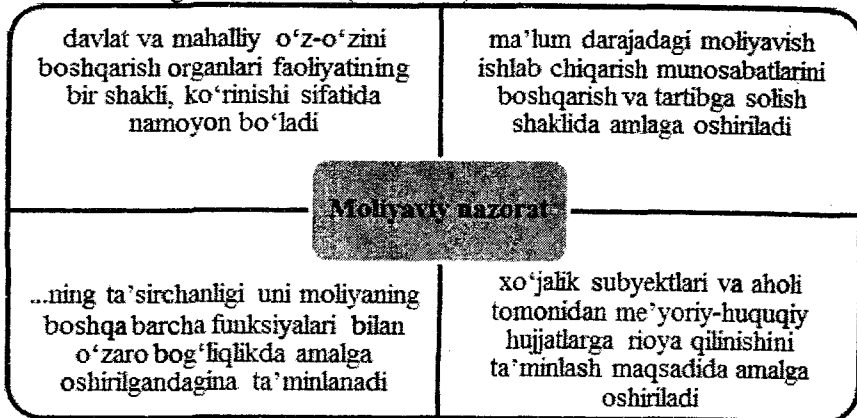 davlat va mahalliy o‘z-o‘zini
boshqarish organlari faoliyatining
bir shakli, ko‘rinishi sifatida
namoyon bo‘ladi
ma’lum darajadagi moliyavish
ishlab chiqarish munosabatlarini
boshqarish va tartibga solish
shaklida amlaga oshiriladi
Moliyaviy nazorat
...ning ta’sirchanligi uni moliyaning
boshqa barcha funksiyalari bilan
o‘zaro bog‘liqlikda amalga
oshirilgandagina ta’minlanadi
xo‘jalik subyektlari va aholi
tomonidan me’yoriy-huquqiy
hujjatlarga rioya qilinishini
ta’minlash maqsadida amalga
oshiriladi